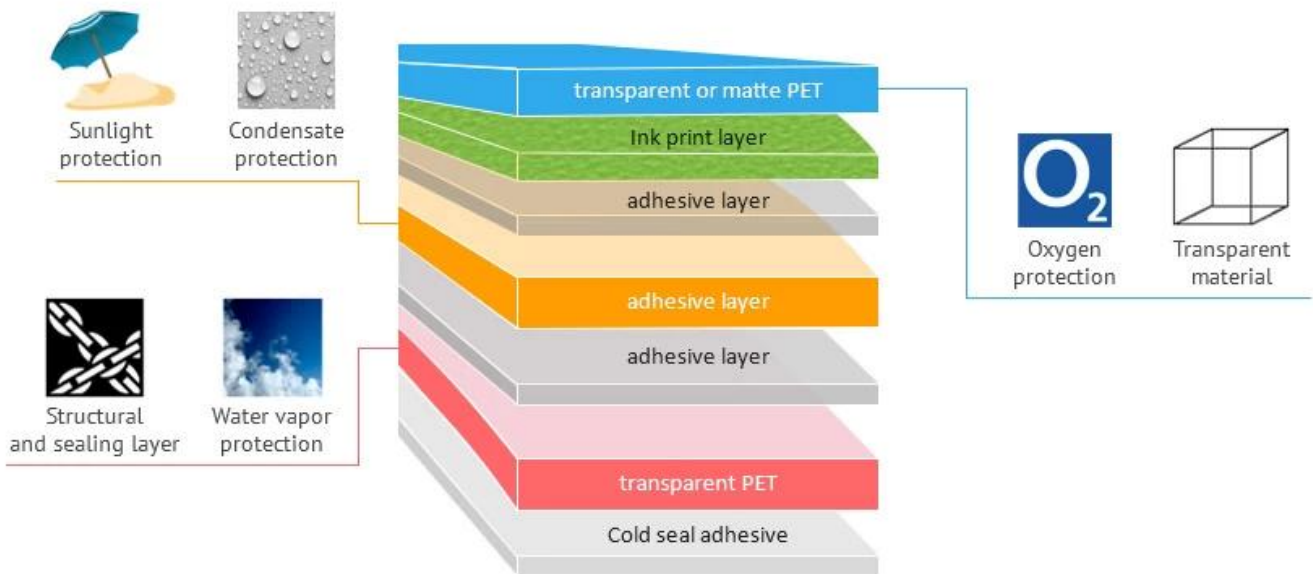 Sunlight
protection
Condensate
protection
Structural
and sealing layer
Water vapor
protection
transparent or matte PET
Ink print layer
adhesive layer
adhesive layer
adhesive layer
transparent PET
Cold seal adhesive
O2
Oxygen
protection
Transparent
material